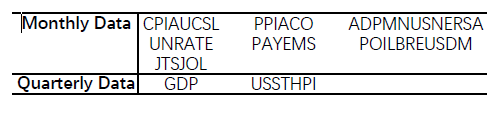 Monthly Data CPIAUCSL PPIACO ADPMNUSNERSA
UNRATE PAYEMS POILBREUSDM
JTSJOL
Quarterly Data GDP USSTHPI